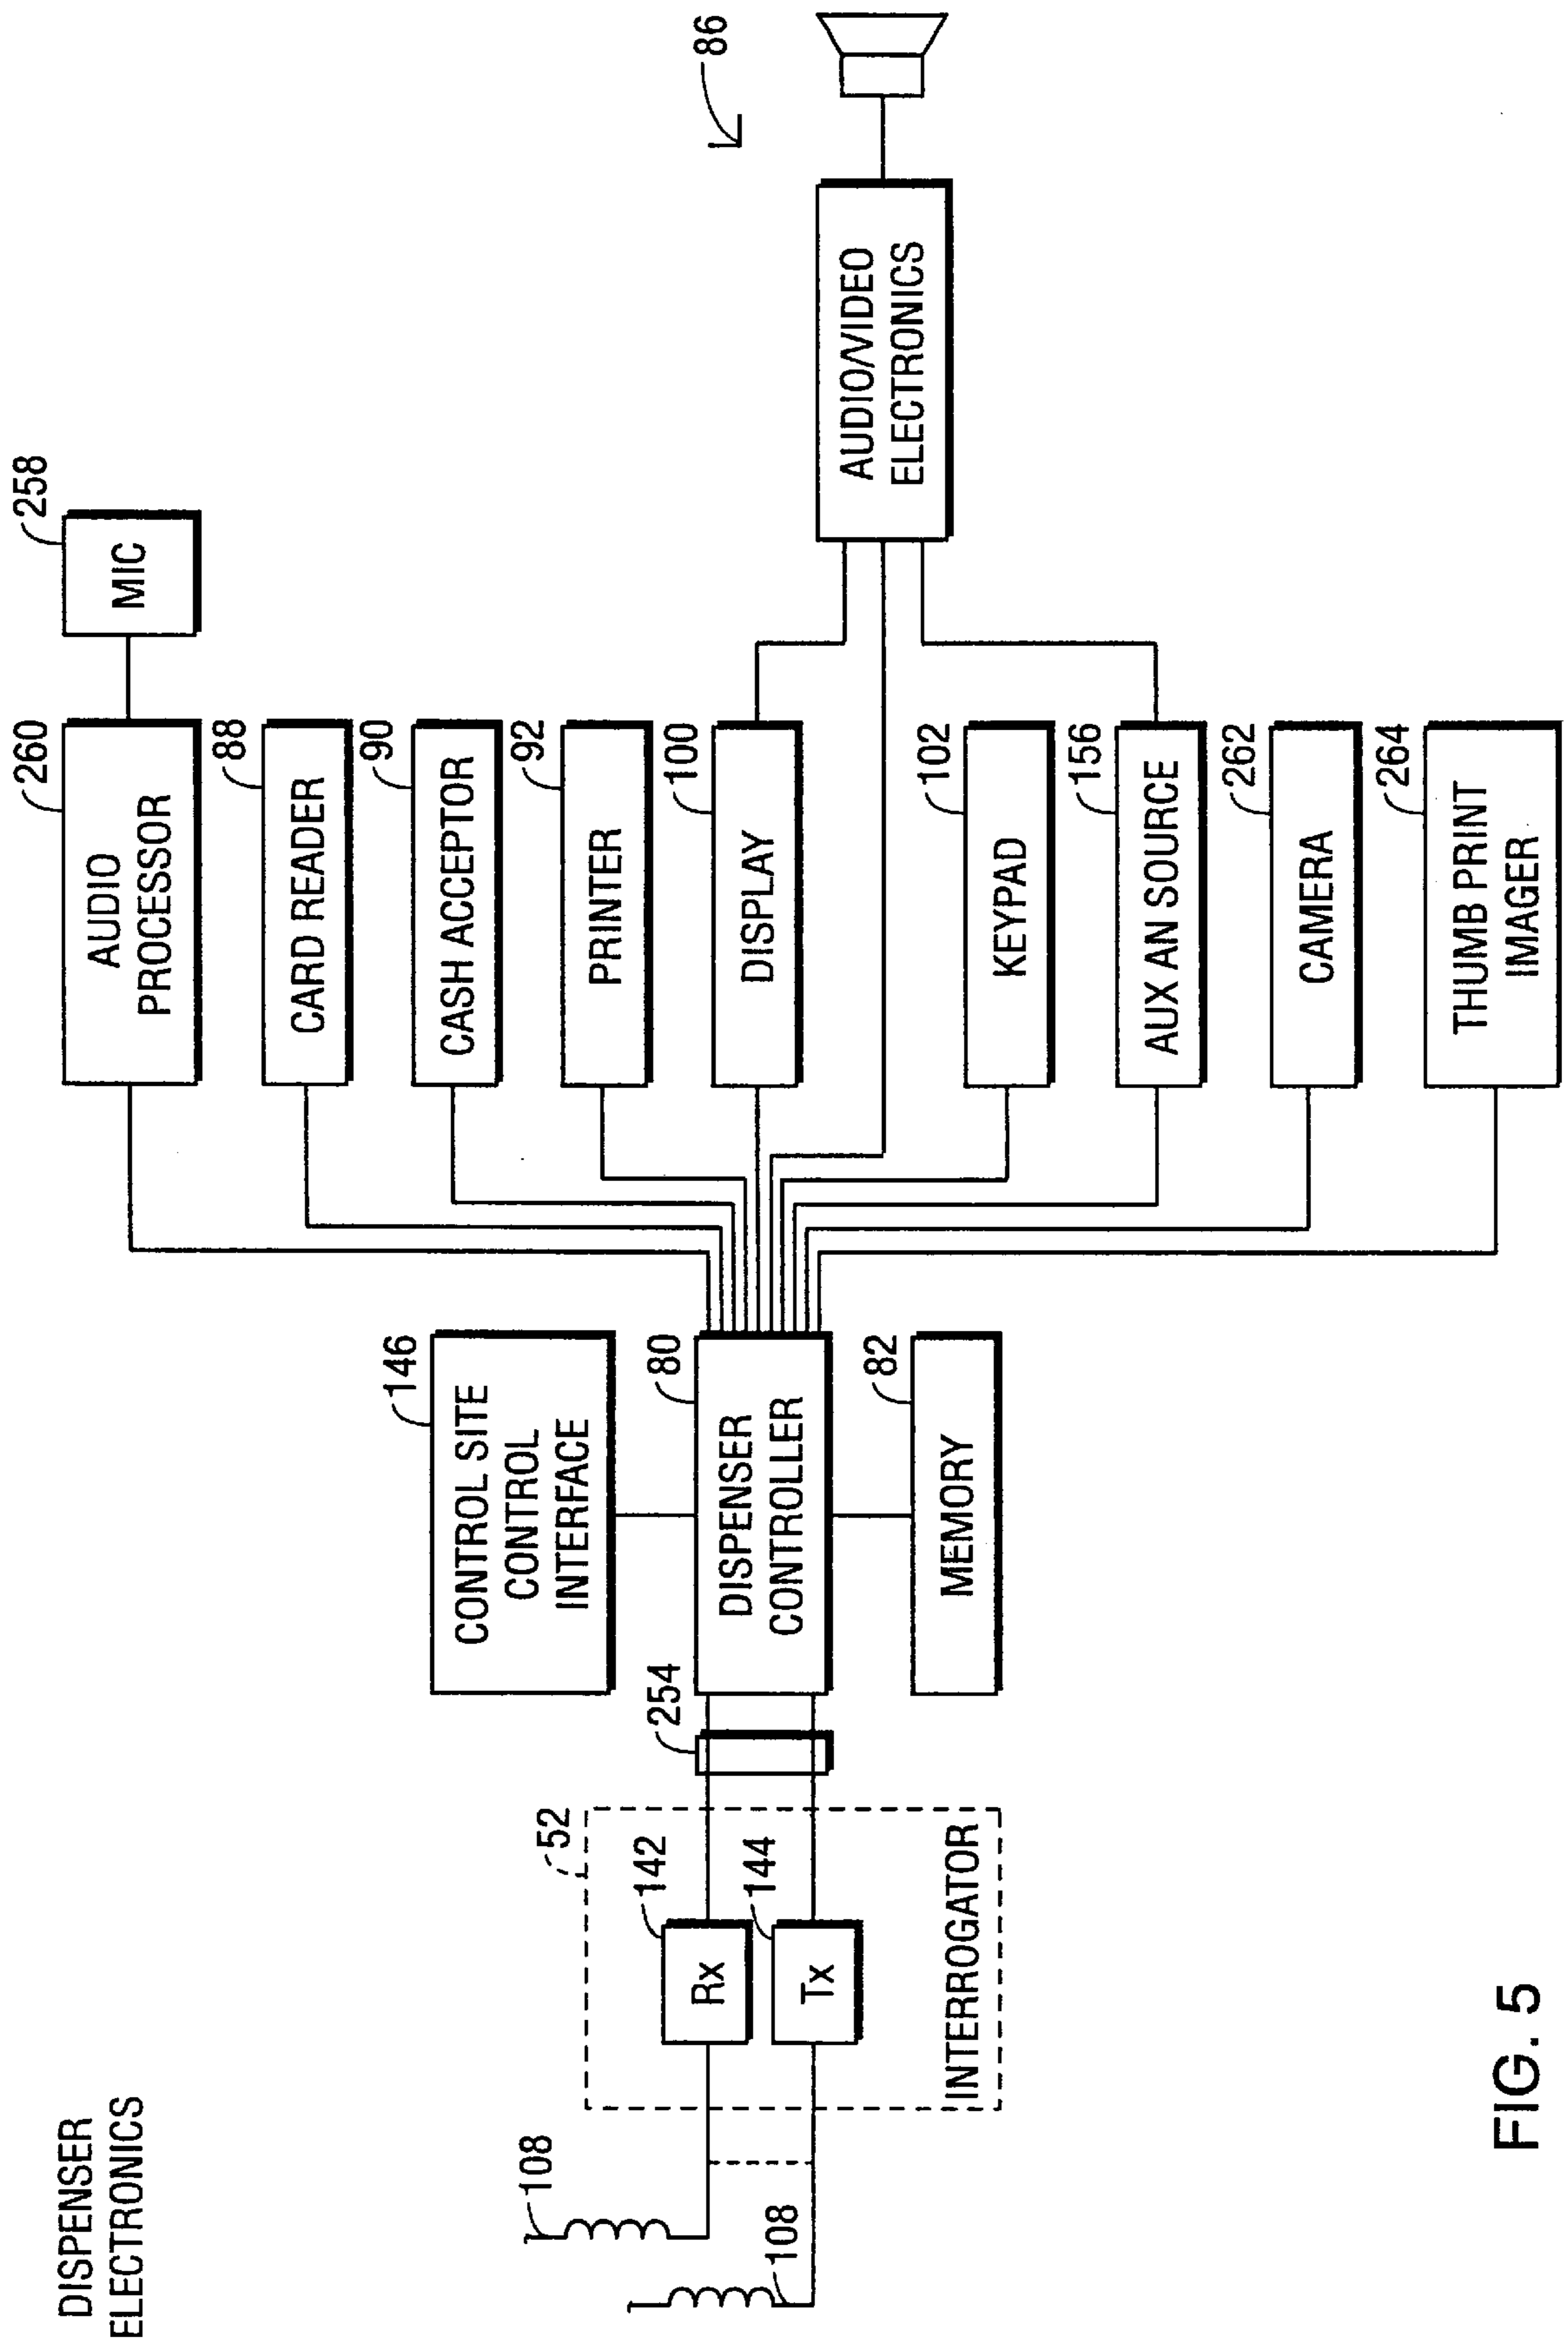 DISPENSER
ELECTRONICS
258
MIC
260
AUDIO
PROCESSOR
88
CARD READER
90
CASH ACCEPTOR
92
PRINTER
100
DISPLAY
86
AUDIO/VIDEO
ELECTRONICS
102
KEYPAD
156
AUX AN SOURCE
262
CAMERA
264
THUMB PRINT
IMAGER
146
CONTROL SITE
CONTROL
INTERFACE
80
DISPENSER
CONTROLLER
82
MEMORY
254
52
142
Rx
144
Tx
INTERROGATOR
108
108
FIG. 5